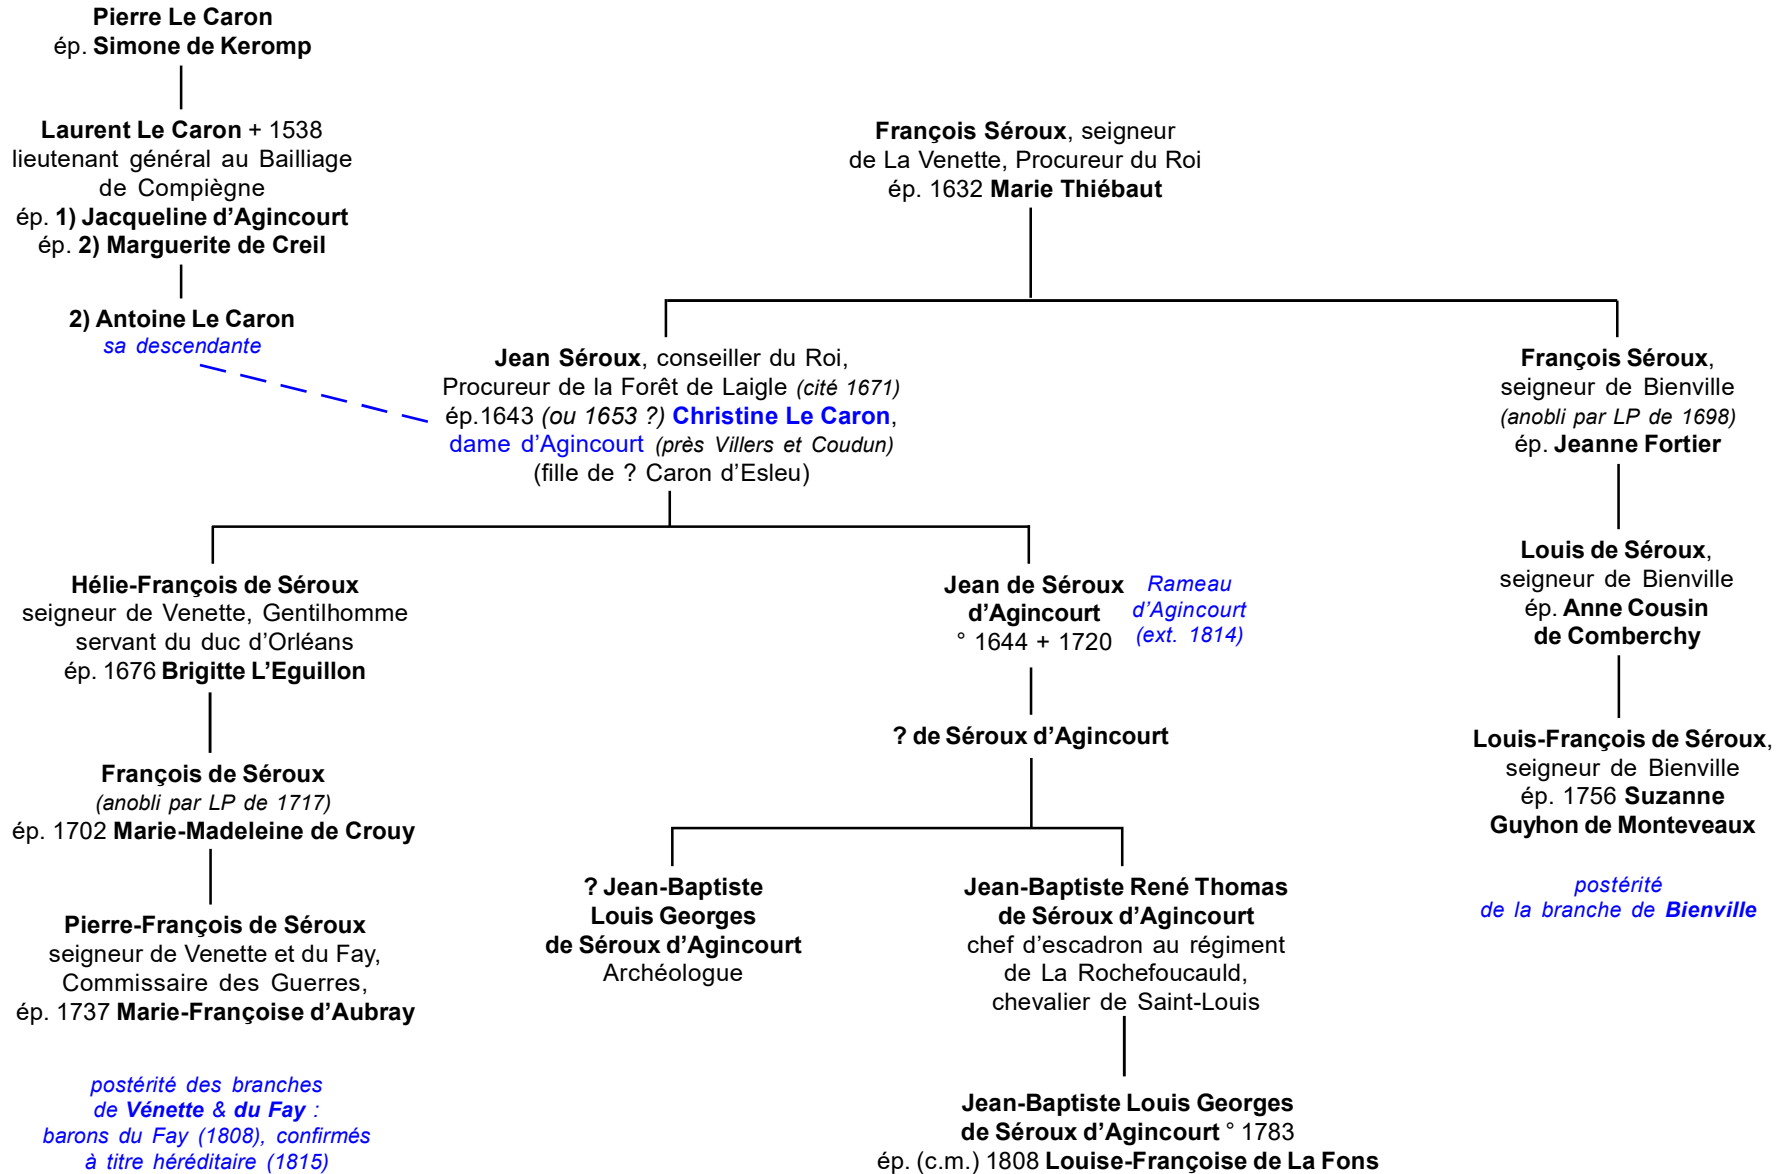 Pierre Le Caron
ép. Simone de Keromp
Laurent Le Caron + 1538
lieutenant général au Bailliage
de Compiègne
ép. 1) Jacqueline d’Agincourt
ép. 2) Marguerite de Creil
2) Antoine Le Caron
sa descendante
François Séroux, seigneur
de La Venette, Procureur du Roi
ép. 1632 Marie Thiébaut
Jean Séroux, conseiller du Roi,
Procureur de la Forêt de Laigle (cité 1671)
ép.1643 (ou 1653 ?) Christine Le Caron,
dame d’Agincourt (près Villers et Coudun)
(fille de ? Caron d’Esleu)
François Séroux,
seigneur de Bienville
(anobli par LP de 1698)
ép. Jeanne Fortier
Hélie-François de Séroux
seigneur de Venette, Gentilhomme
servant du duc d’Orléans
ép. 1676 Brigitte L’Eguillon
Jean de Séroux
d’Agincourt
° 1644 + 1720
Rameau
d’Agincourt
(ext. 1814)
Louis de Séroux,
seigneur de Bienville
ép. Anne Cousin
de Comberchy
? de Séroux d’Agincourt
François de Séroux
(anobli par LP de 1717)
ép. 1702 Marie-Madeleine de Crouy
Louis-François de Séroux,
seigneur de Bienville
ép. 1756 Suzanne
Guyhon de Monteveaux
postérité
de la branche de Bienville
Pierre-François de Séroux
seigneur de Venette et du Fay,
Commissaire des Guerres,
ép. 1737 Marie-Françoise d’Aubray
? Jean-Baptiste
Louis Georges
de Séroux d’Agincourt
Archéologue
Jean-Baptiste René Thomas
de Séroux d’Agincourt
chef d’escadron au régiment
de La Rochefoucauld,
chevalier de Saint-Louis
postérité des branches
de Vénette & du Fay :
barons du Fay (1808), confirmés
à titre héréditaire (1815)
Jean-Baptiste Louis Georges
de Séroux d’Agincourt ° 1783
ép. (c.m.) 1808 Louise-Françoise de La Fons